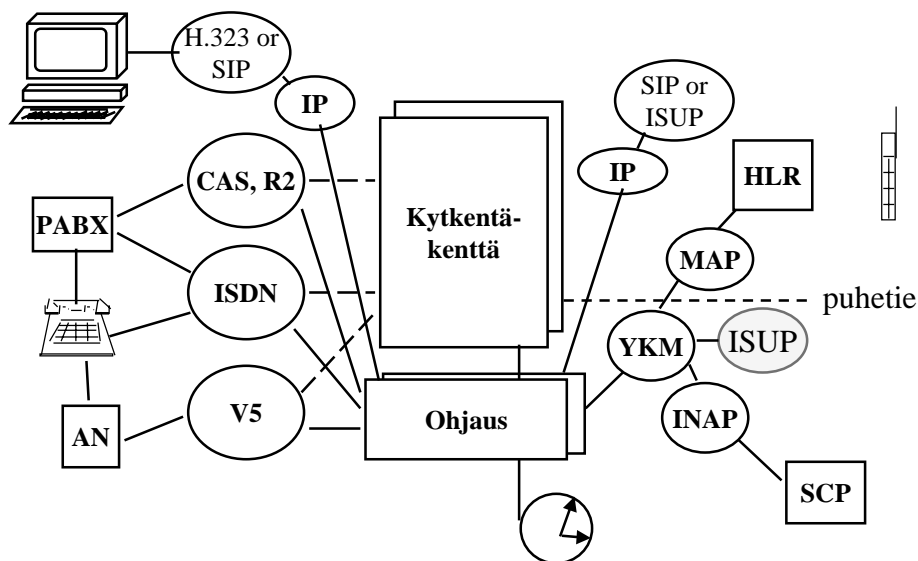 H.323 or
SIP
IP
SIP or
ISUP
IP
HLR
CAS, R2
Kytkentä-
kenttä
PABX
MAP
ISDN
puhetie
YKM
ISUP
V5
Ohjaus
INAP
AN
SCP